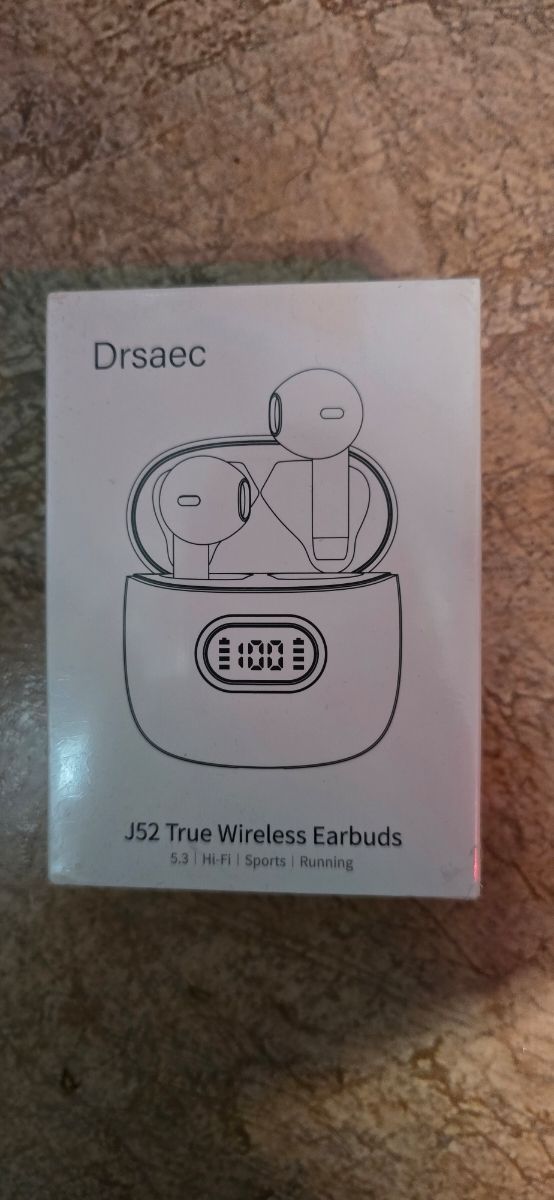 Drsaec
100
J52 True Wireless Earbuds
5.3 | Hi-Fi | Sports | Running